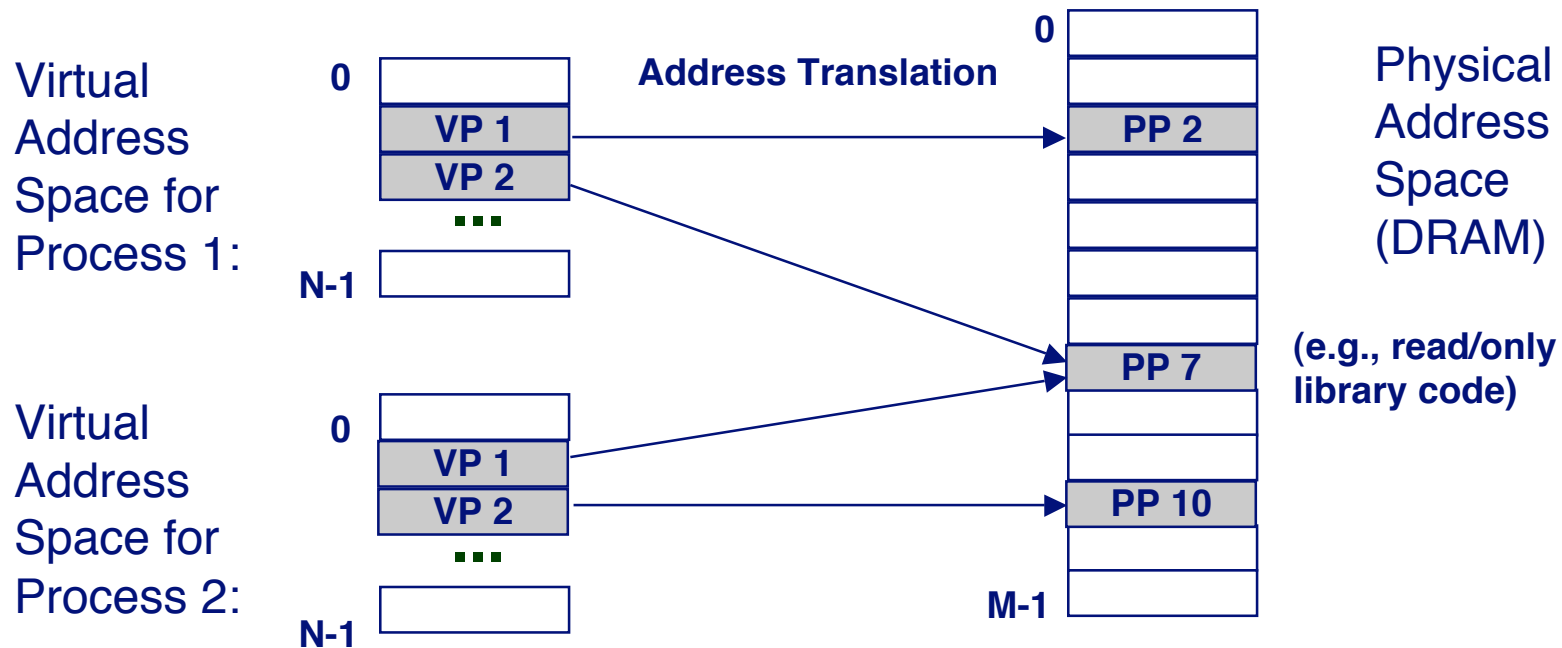 Virtual
Address
Space for
Process 1:
0
VP 1
VP 2
...
N-1
Address Translation
0
PP 2
PP 7
PP 10
M-1
Physical
Address
Space
(DRAM)
(e.g., read/only
library code)
Virtual
Address
Space for
Process 2:
0
VP 1
VP 2
...
N-1